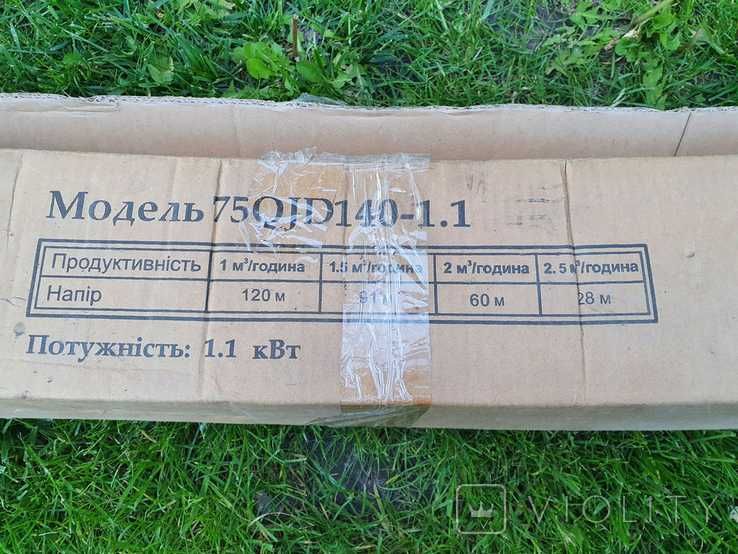 Модель 75QJD140-1.1
Продуктивність 1 м³/година 1.5 м³/година 2 м³/година 2.5 м³/година
Напір 120 м 60 м 28 м
Потужність: 1.1 кВт
VIOLITY